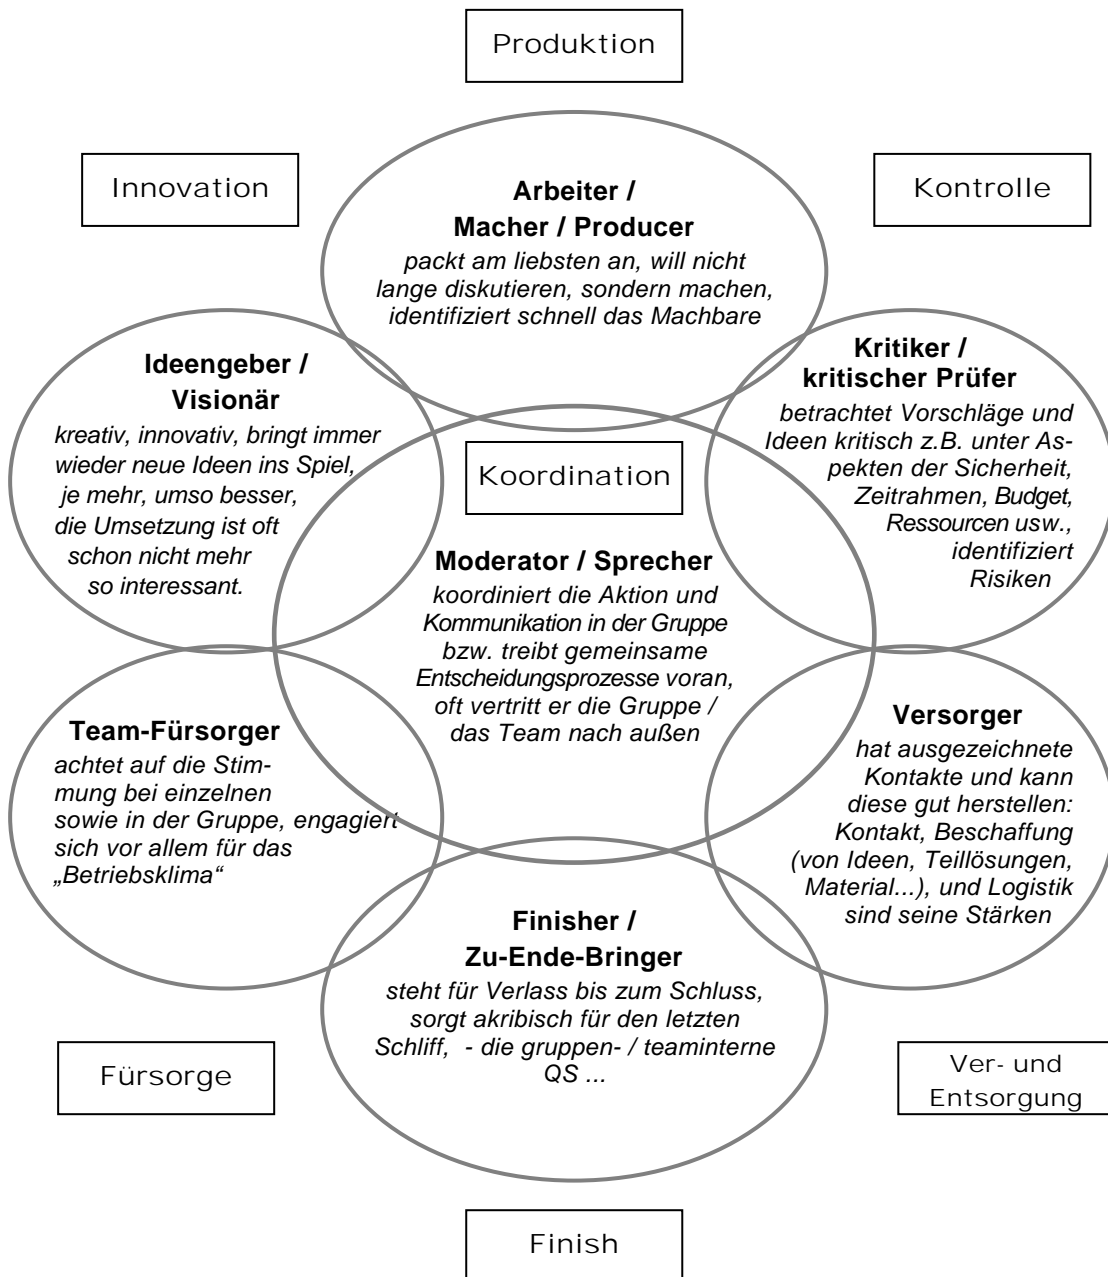 Produktion
Innovation
Kontrolle
Arbeiter /
Macher / Producer
packt am liebsten an, will nicht
lange diskutieren, sondern machen,
identifiziert schnell das Machbare
Ideengeber /
Visionär
kreativ, innovativ, bringt immer
wieder neue Ideen ins Spiel,
je mehr, umso besser,
die Umsetzung ist oft
schon nicht mehr
so interessant.
Kritiker /
kritischer Prüfer
betrachtet Vorschläge und
Ideen kritisch z.B. unter As-
pekten der Sicherheit,
Zeitrahmen, Budget,
Ressourcen usw.,
identifiziert
Risiken
Koordination
Moderator / Sprecher
koordiniert die Aktion und
Kommunikation in der Gruppe
bzw. treibt gemeinsame
Entscheidungsprozesse voran,
oft vertritt er die Gruppe /
das Team nach außen
Team-Fürsorger
achtet auf die Stim-
mung bei einzelnen
sowie in der Gruppe, engagiert
sich vor allem für das
„Betriebsklima“
Versorger
hat ausgezeichnete
Kontakte und kann
diese gut herstellen:
Kontakt, Beschaffung
(von Ideen, Teillösungen,
Material...), und Logistik
sind seine Stärken
Finisher /
Zu-Ende-Bringer
steht für Verlass bis zum Schluss,
sorgt akribisch für den letzten
Schliff,  - die gruppen- / teaminterne
QS ...
Fürsorge
Ver- und
Entsorgung
Finish